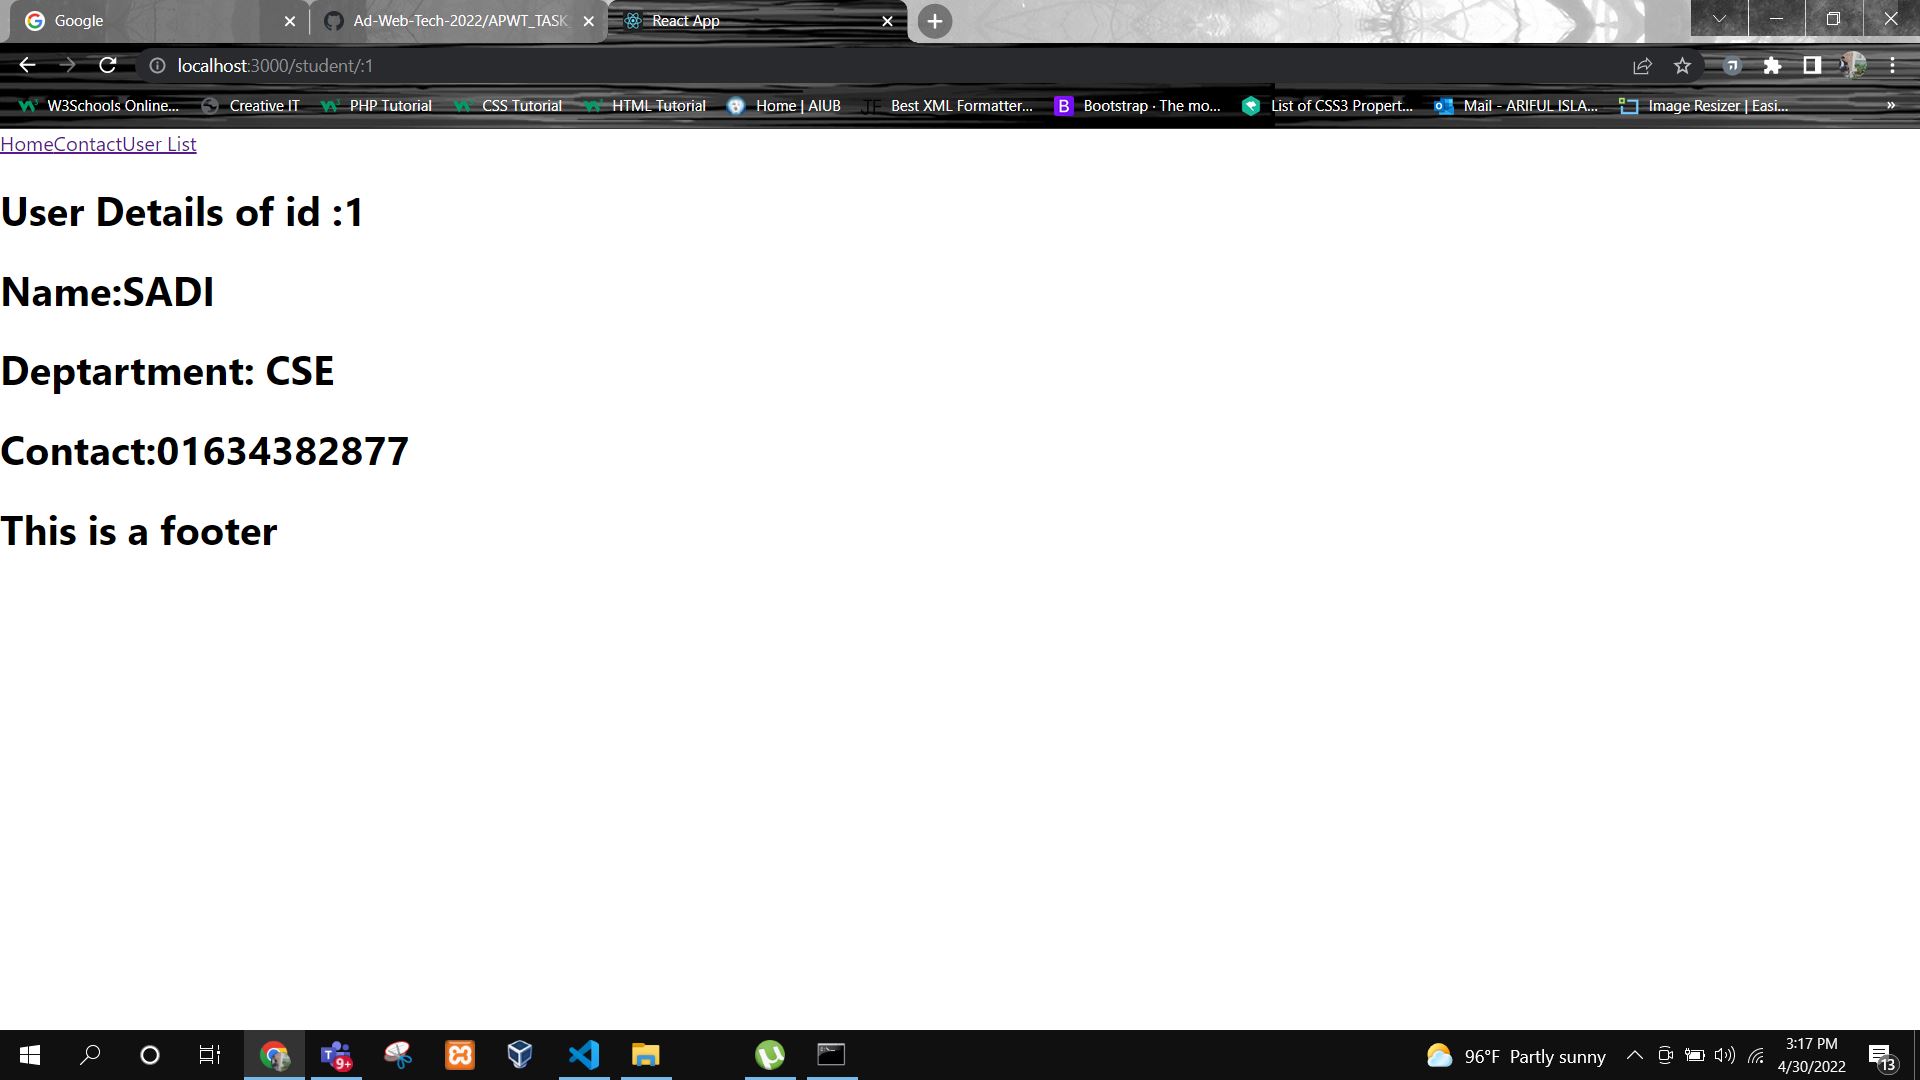 Google
Ad-Web-Tech-2022/APWT_TASK
React App
localhost:3000/student/:1
W3Schools Online...
Creative IT
PHP Tutorial
CSS Tutorial
HTML Tutorial
Home | AIUB
JF
Best XML Formatter...
B
Bootstrap · The mo...
List of CSS3 Propert...
Mail - ARIFUL ISLA...
Image Resizer | Easi...
»
HomeContactUser List
User Details of id :1
Name:SADI
Deptartment: CSE
Contact:01634382877
This is a footer
9+
96°F Partly sunny
3:17 PM
4/30/2022
13